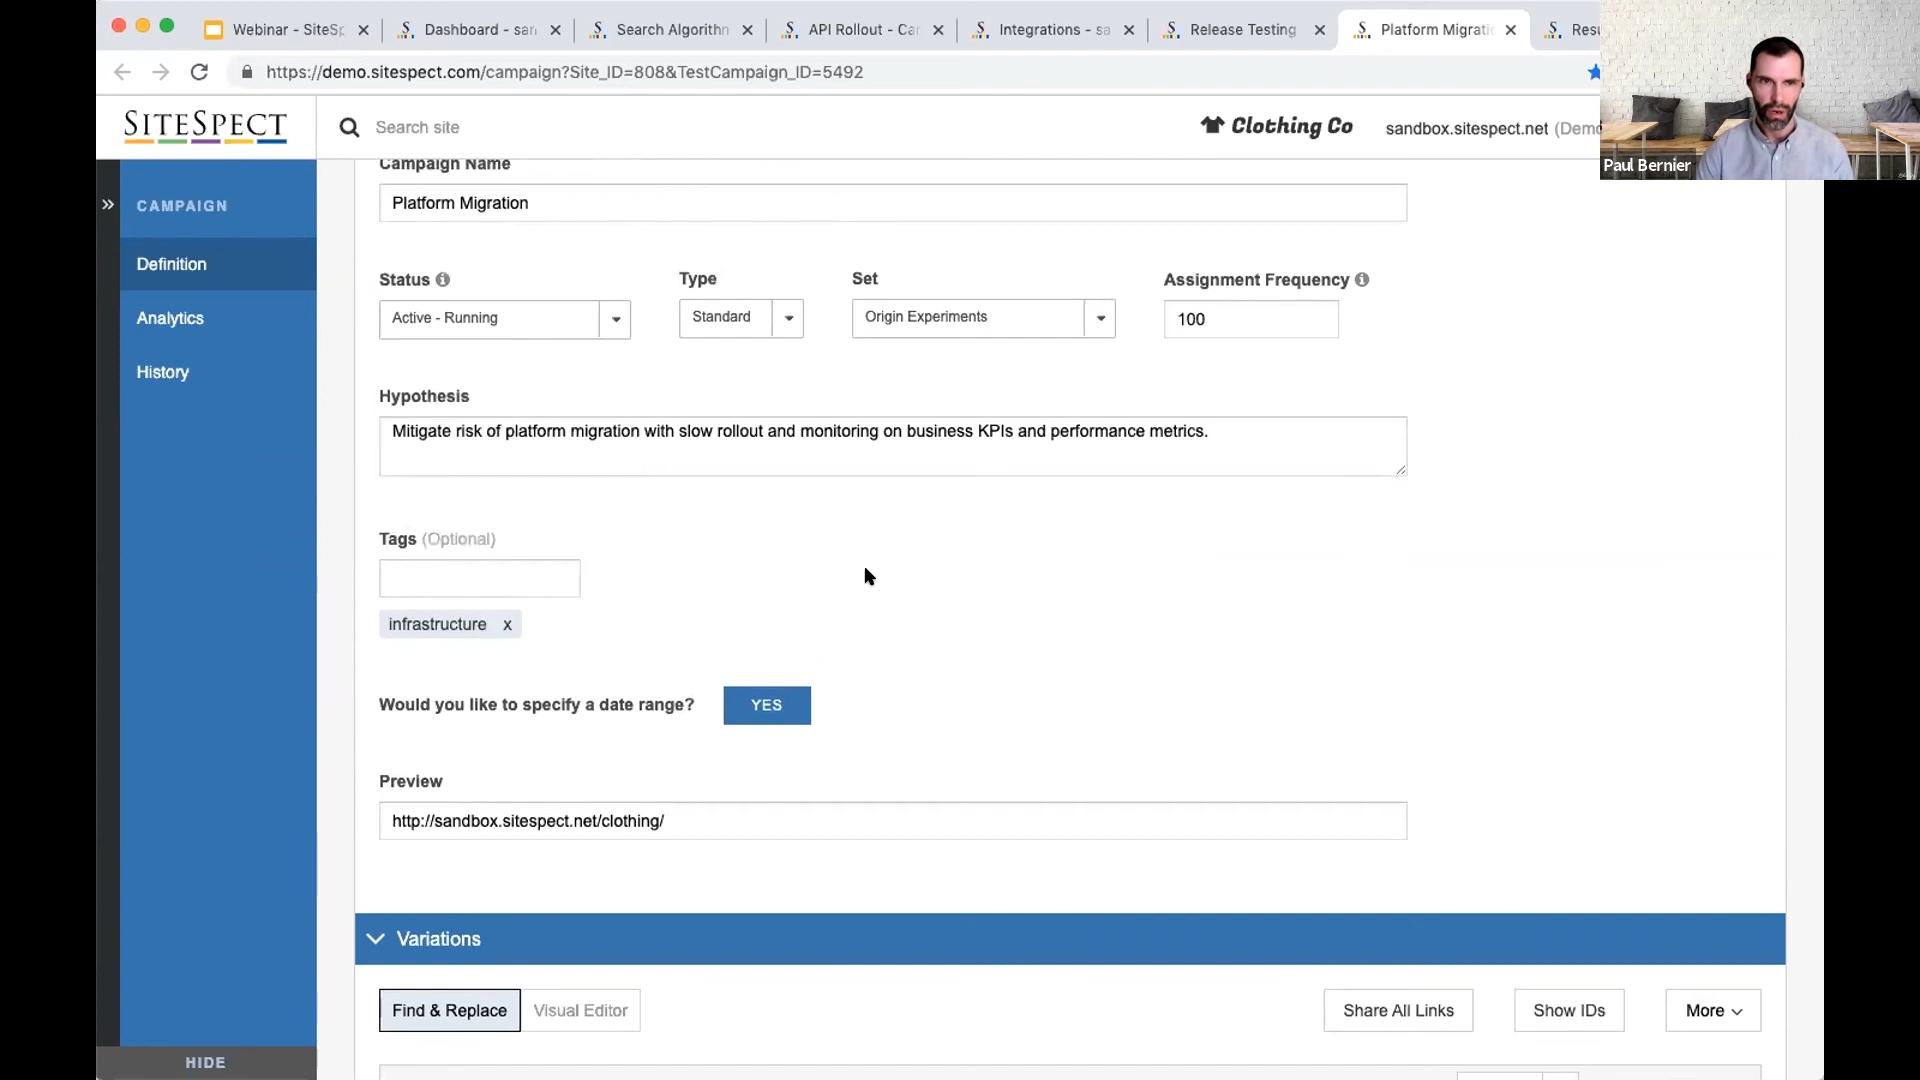 Webinar - SiteSp
Dashboard - san
Search Algorithm
API Rollout - Ca
Integrations - sa
Release Testing
Platform Migrati
Res
https://demo.sitespect.com/campaign?Site_ID=808&TestCampaign_ID=5492
SITESPECT
Search site
Clothing Co
sandbox.sitespect.net (Demo
Paul Bernier
CAMPAIGN
Definition
Analytics
History
HIDE
Campaign Name
Platform Migration
Status
Type
Set
Assignment Frequency
Active - Running
Standard
Origin Experiments
100
Hypothesis
Mitigate risk of platform migration with slow rollout and monitoring on business KPIs and performance metrics.
Tags (Optional)
infrastructure x
Would you like to specify a date range? YES
Preview
http://sandbox.sitespect.net/clothing/
Variations
Find & Replace
Visual Editor
Share All Links
Show IDs
More